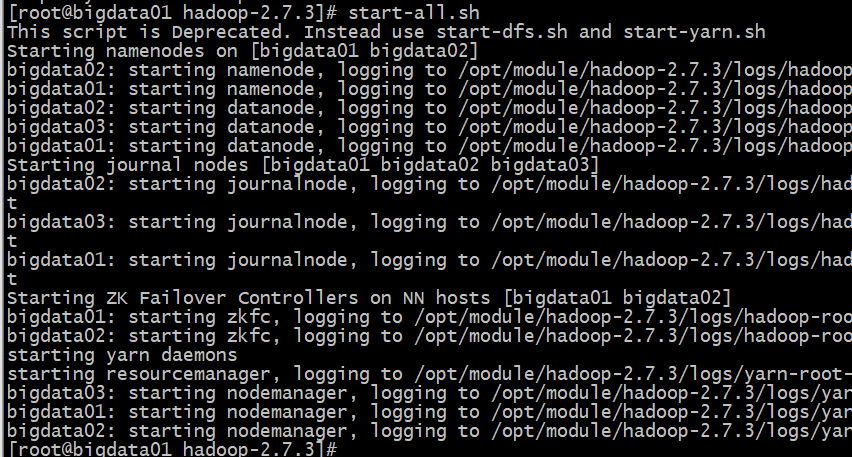 [root@bigdata01 hadoop-2.7.3]# start-all.sh
This script is Deprecated. Instead use start-dfs.sh and start-yarn.sh
Starting namenodes on [bigdata01 bigdata02]
bigdata02: starting namenode, logging to /opt/module/hadoop-2.7.3/logs/hadoop
bigdata01: starting namenode, logging to /opt/module/hadoop-2.7.3/logs/hadoop
bigdata02: starting datanode, logging to /opt/module/hadoop-2.7.3/logs/hadoop
bigdata03: starting datanode, logging to /opt/module/hadoop-2.7.3/logs/hadoop
bigdata01: starting datanode, logging to /opt/module/hadoop-2.7.3/logs/hadoop
Starting journal nodes [bigdata01 bigdata02 bigdata03]
bigdata02: starting journalnode, logging to /opt/module/hadoop-2.7.3/logs/had
t
bigdata03: starting journalnode, logging to /opt/module/hadoop-2.7.3/logs/had
t
bigdata01: starting journalnode, logging to /opt/module/hadoop-2.7.3/logs/had
t
Starting ZK Failover Controllers on NN hosts [bigdata01 bigdata02]
bigdata01: starting zkfc, logging to /opt/module/hadoop-2.7.3/logs/hadoop-roo
bigdata02: starting zkfc, logging to /opt/module/hadoop-2.7.3/logs/hadoop-roo
starting yarn daemons
starting resourcemanager, logging to /opt/module/hadoop-2.7.3/logs/yarn-root-
bigdata03: starting nodemanager, logging to /opt/module/hadoop-2.7.3/logs/yar
bigdata01: starting nodemanager, logging to /opt/module/hadoop-2.7.3/logs/yar
bigdata02: starting nodemanager, logging to /opt/module/hadoop-2.7.3/logs/yar
[root@bigdata01 hadoop-2.7.3]#